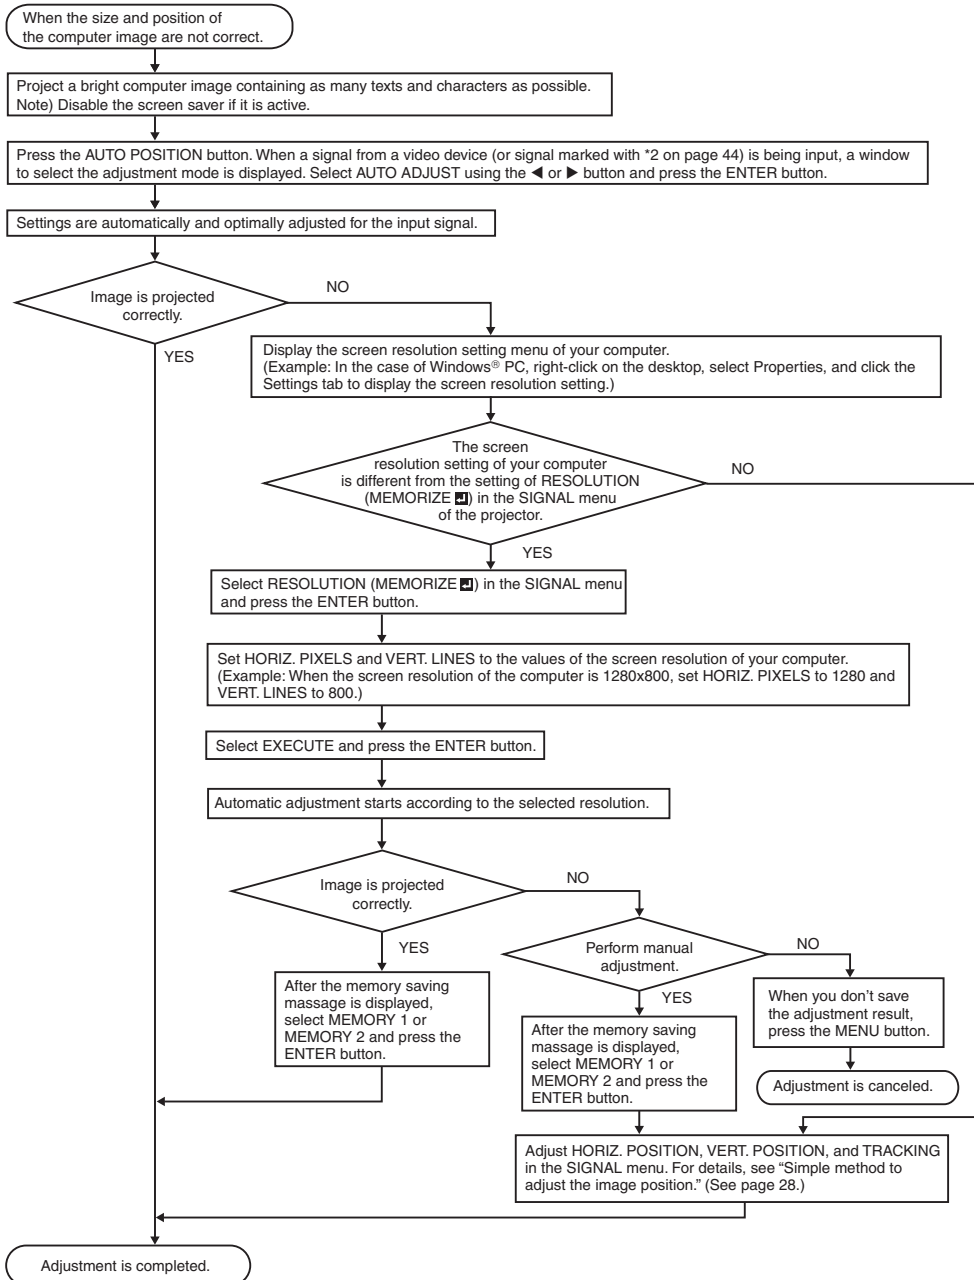 When the size and position of
the computer image are not correct.
Project a bright computer image containing as many texts and characters as possible.
Note) Disable the screen saver if it is active.
Press the AUTO POSITION button. When a signal from a video device (or signal marked with *2 on page 44) is being input, a window
to select the adjustment mode is displayed. Select AUTO ADJUST using the ◀ or ▶ button and press the ENTER button.
Settings are automatically and optimally adjusted for the input signal.
Image is projected
correctly.
NO
YES
Display the screen resolution setting menu of your computer.
(Example: In the case of Windows® PC, right-click on the desktop, select Properties, and click the
Settings tab to display the screen resolution setting.)
The screen
resolution setting of your computer
is different from the setting of RESOLUTION
(MEMORIZE ↵) in the SIGNAL menu
of the projector.
NO
YES
Select RESOLUTION (MEMORIZE ↵) in the SIGNAL menu
and press the ENTER button.
Set HORIZ. PIXELS and VERT. LINES to the values of the screen resolution of your computer.
(Example: When the screen resolution of the computer is 1280x800, set HORIZ. PIXELS to 1280 and
VERT. LINES to 800.)
Select EXECUTE and press the ENTER button.
Automatic adjustment starts according to the selected resolution.
Image is projected
correctly.
NO
YES
After the memory saving
massage is displayed,
select MEMORY 1 or
MEMORY 2 and press the
ENTER button.
Perform manual
adjustment.
NO
YES
After the memory saving
massage is displayed,
select MEMORY 1 or
MEMORY 2 and press the
ENTER button.
When you don't save
the adjustment result,
press the MENU button.
Adjustment is canceled.
Adjust HORIZ. POSITION, VERT. POSITION, and TRACKING
in the SIGNAL menu. For details, see “Simple method to
adjust the image position.” (See page 28.)
Adjustment is completed.